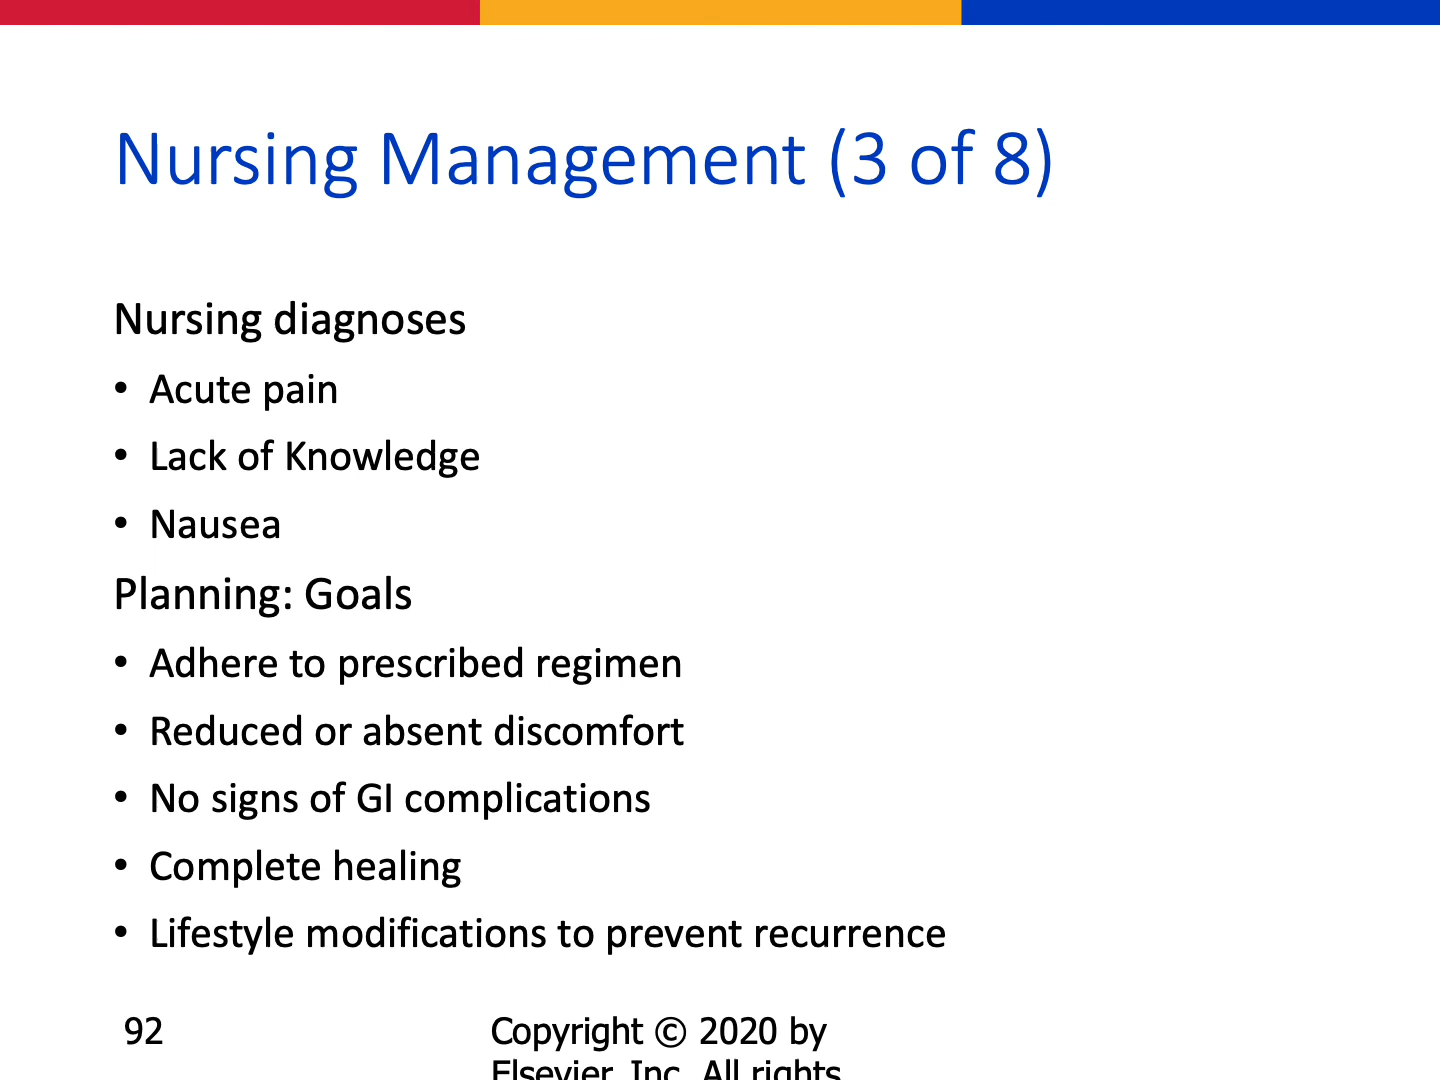 Nursing Management (3 of 8)
Nursing diagnoses
• Acute pain
• Lack of Knowledge
• Nausea
Planning: Goals
• Adhere to prescribed regimen
• Reduced or absent discomfort
• No signs of GI complications
• Complete healing
• Lifestyle modifications to prevent recurrence
92
Copyright © 2020 by
Elsevier, Inc. All rights